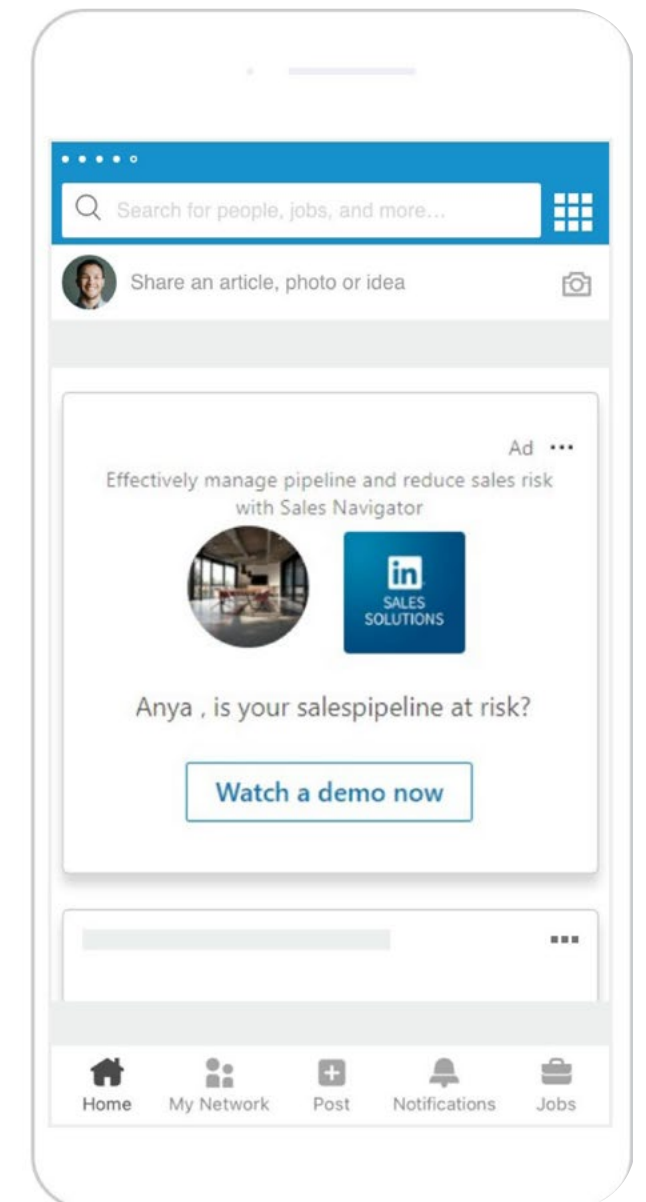 Search for people, jobs, and more...
Share an article, photo or idea
Ad
Effectively manage pipeline and reduce sales risk
with Sales Navigator
in
SALES
SOLUTIONS
Anya , is your salespipeline at risk?
Watch a demo now
Home My Network Post Notifications Jobs